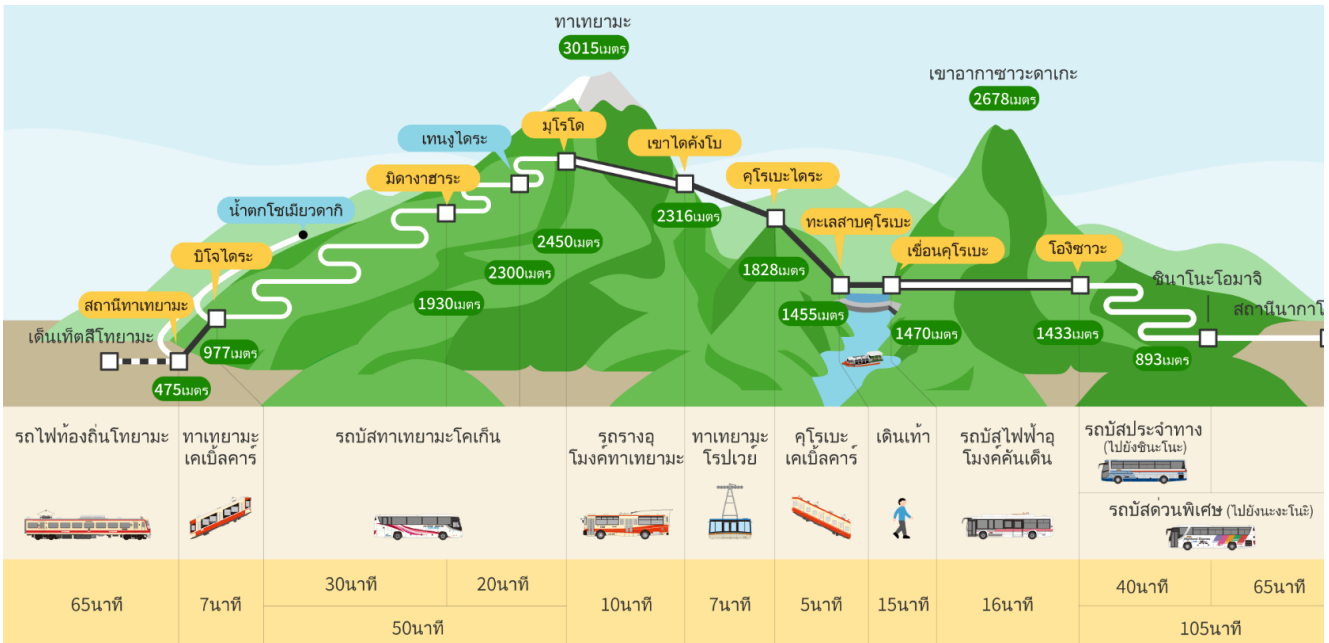 ทาเทยามะ
3015เมตร
เขาอากาซาวะดาเกะ
2678เมตร
มุโรโด
เทนงูไดระ
เขาไดคังโบ
มิดางาฮาระ
คุโรเบะไดระ
น้ำตกโชเมียวดากิ
2316เมตร
ทะเลสาบคุโรเบะ
2450เมตร
บิโจไดระ
เขื่อนคุโรเบะ
โองิซาวะ
1828เมตร
2300เมตร
ชินาโนะโอมาจิ
สถานีทาเทยามะ
1930เมตร
สถานีนากาโ
1455เมตร
เด็นเท็ตสึโทยามะ
1470เมตร
1433เมตร
977เมตร
893เมตร
475เมตร
รถไฟท้องถิ่นโทยามะ
ทาเทยามะ
เคเบิ้ลคาร์
รถบัสทาเทยามะโคเก็น
รถรางอุ
โมงค์ทาเทยามะ
ทาเทยามะ
โรปเวย์
คุโรเบะ
เคเบิ้ลคาร์
เดินเท้า
รถบัสไฟฟ้าอุ
โมงค์คันเด็น
รถบัสประจำทาง
(ไปยังชินะโนะ)
รถบัสด่วนพิเศษ (ไปยังนะงะโนะ)
65นาที
7นาที
30นาที
20นาที
50นาที
10นาที
7นาที
5นาที
15นาที
16นาที
40นาที
65นาที
105นาที